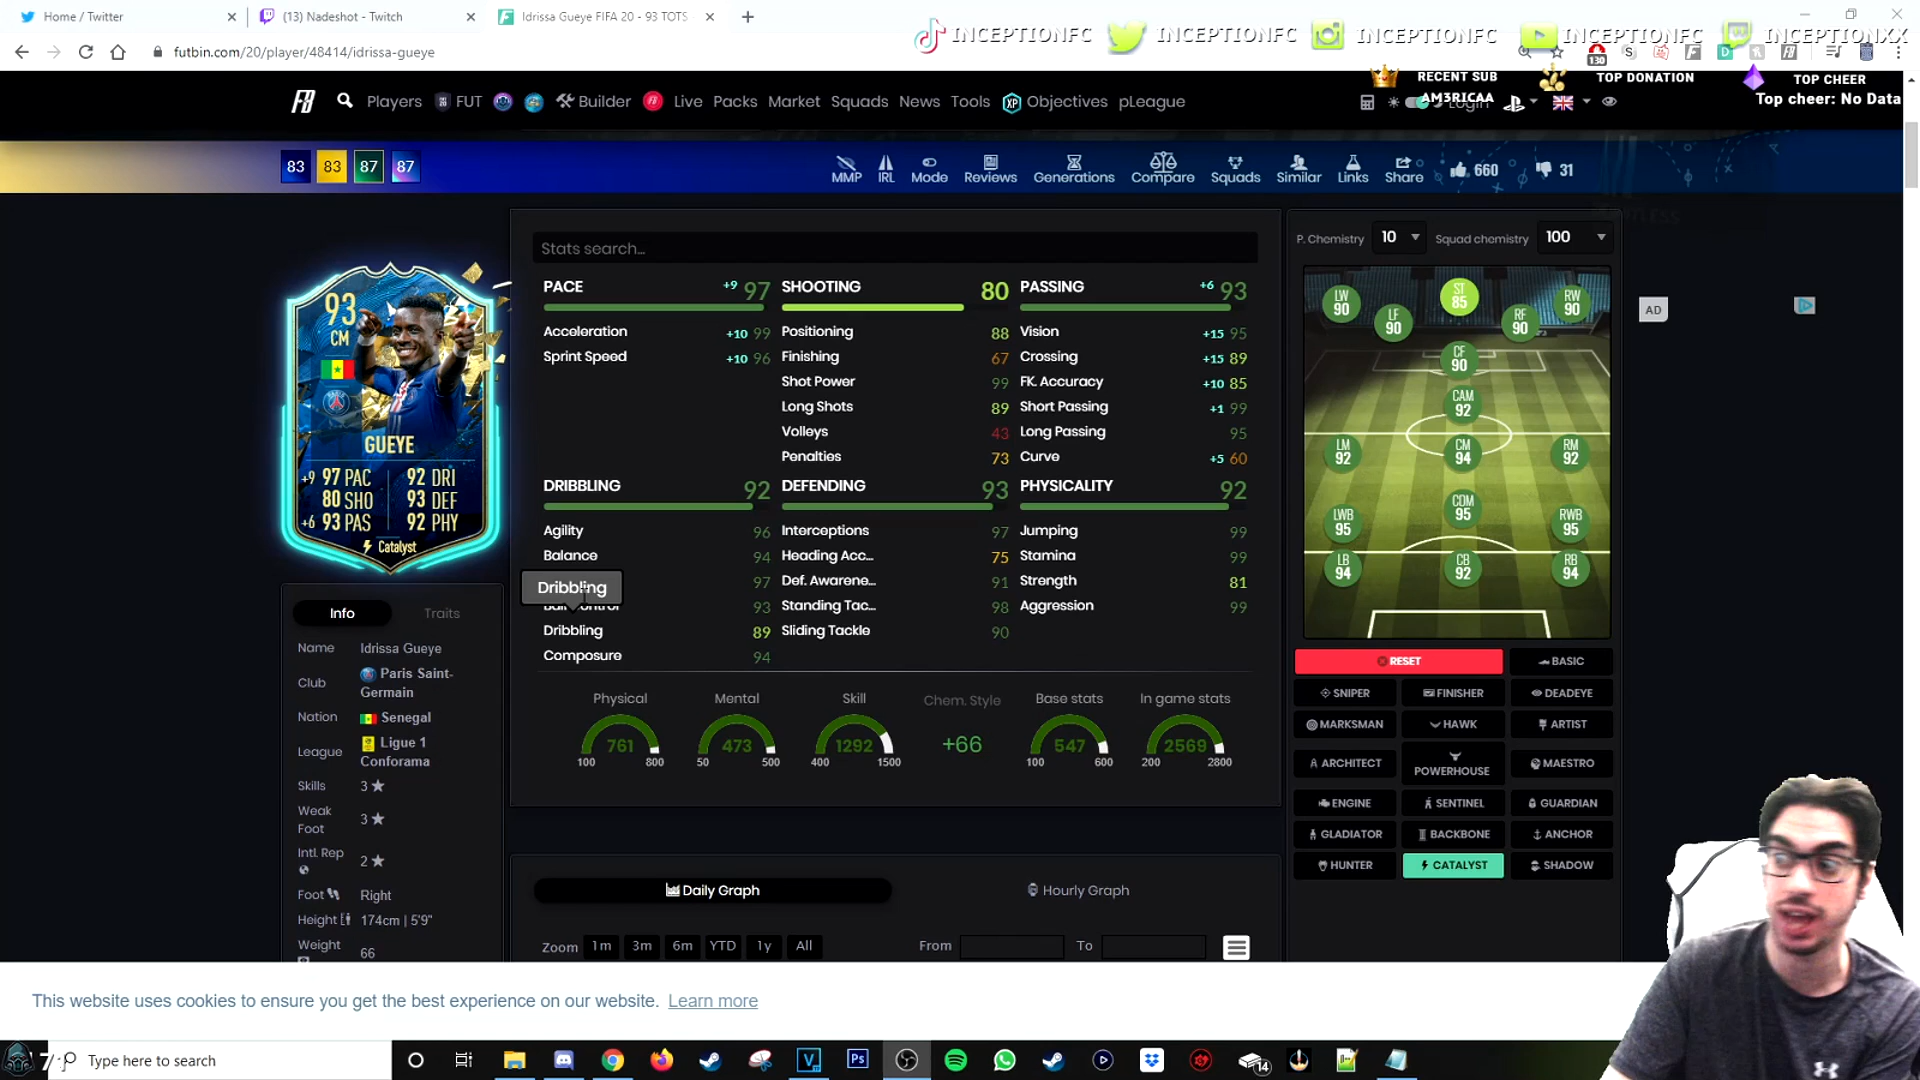 Home / Twitter
(13) Nadeshot - Twitch
Idrissa Gueye FIFA 20 - 93 TOTS
futbin.com/20/player/48414/idrissa-gueye
INCEPTIONFC INCEPTIONFC INCEPTIONFC INCEPTIONFC INCEPTIONXX
130
RECENT SUB
AM3RICAA
TOP DONATION
TOP CHEER
Top cheer: No Data
Players FUT Builder Live Packs Market Squads News Tools XP Objectives pLeague
Login
83 83 87 87
MMP IRL Mode Reviews Generations Compare Squads Similar Links Share 660 31
Stats search...
P. Chemistry 10 Squad chemistry 100
93
CM
GUEYE
+9 97 PAC 92 DRI
80 SHO 93 DEF
+6 93 PAS 92 PHY
Catalyst
PACE +9 97
Acceleration +10 99
Sprint Speed +10 96
SHOOTING 80
Positioning 88
Finishing 67
Shot Power 99
Long Shots 89
Volleys 43
Penalties 73
PASSING +6 93
Vision +15 95
Crossing +15 89
FK. Accuracy +10 85
Short Passing +1 99
Long Passing 95
Curve +5 60
DRIBBLING 92
Agility 96
Balance 94
Dribbling
97
Ball Control 93
Dribbling 89
Composure 94
DEFENDING 93
Interceptions 97
Heading Acc... 75
Def. Awarene... 91
Standing Tac... 98
Sliding Tackle 90
PHYSICALITY 92
Jumping 99
Stamina 99
Strength 81
Aggression 99
Physical
761
100 800
Mental
473
50 500
Skill
1292
400 1500
Chem. Style
+66
Base stats
547
100 600
In game stats
2569
200 2800
LW 90
ST 85
RW 90
LF 90
RF 90
CF 90
CAM 92
LM 92
CM 94
RM 92
LWB 95
CDM 95
RWB 95
LB 94
CB 92
RB 94
AD
RESET BASIC
SNIPER FINISHER DEADEYE
MARKSMAN HAWK ARTIST
ARCHITECT POWERHOUSE MAESTRO
ENGINE SENTINEL GUARDIAN
GLADIATOR BACKBONE ANCHOR
HUNTER CATALYST SHADOW
Info Traits
Name Idrissa Gueye
Club Paris Saint-
Germain
Nation Senegal
League Ligue 1
Conforama
Skills 3
Weak
Foot 3
Intl. Rep 2
Foot Right
Height 174cm | 5'9"
Weight 66
Daily Graph Hourly Graph
Zoom 1m 3m 6m YTD 1y All From To
This website uses cookies to ensure you get the best experience on our website. Learn more
Type here to search
Ps
14